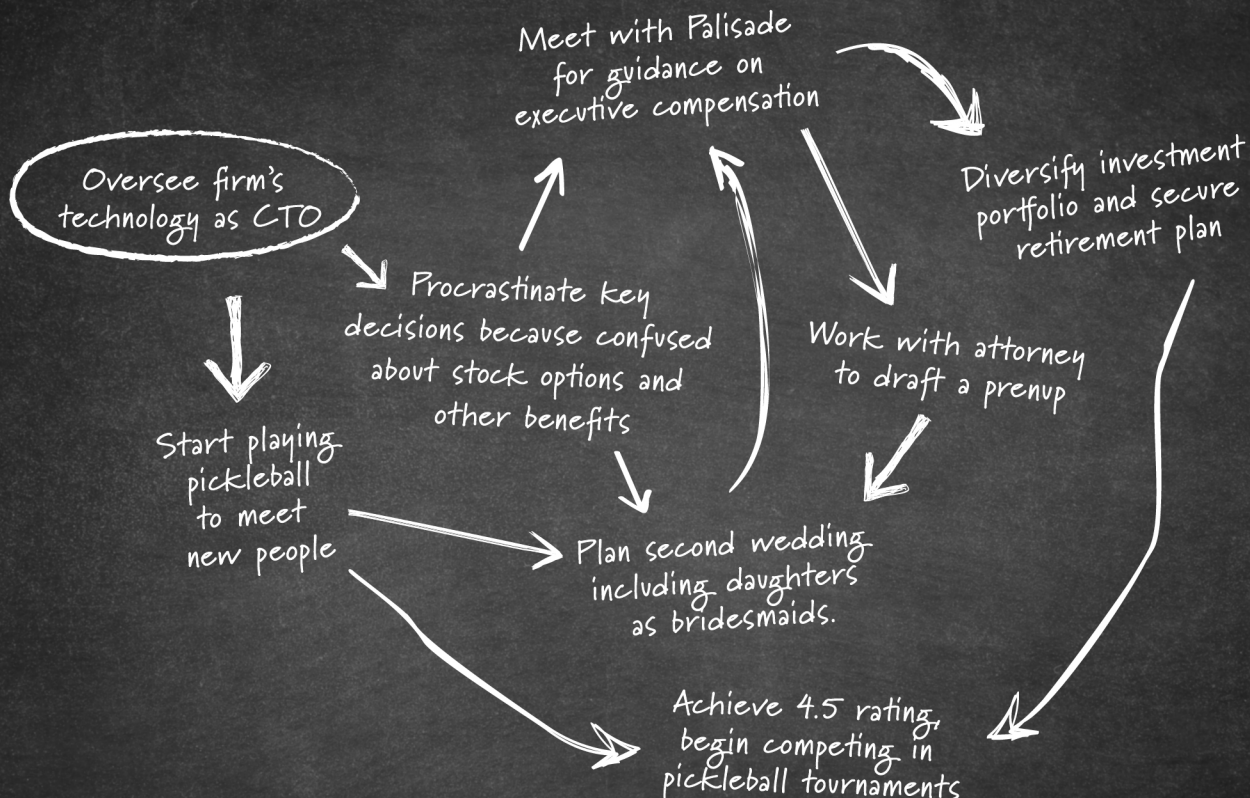 Meet with Palisade
for guidance on
executive compensation
Oversee firm's
technology as CTO
Diversify investment
portfolio and secure
retirement plan
Procrastinate key
decisions because confused
about stock options and
other benefits
Work with attorney
to draft a prenup
Start playing
pickleball
to meet
new people
Plan second wedding
including daughters
as bridesmaids.
Achieve 4.5 rating,
begin competing in
pickleball tournaments